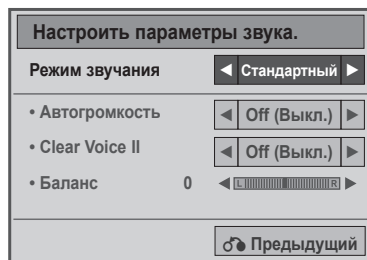 Настроить параметры звука.
Режим звучания ◄ Стандартный ►
• Автогромкость ◄ Off (Выкл.) ►
• Clear Voice II ◄ Off (Выкл.) ►
• Баланс 0 ◄ L R ►
Предыдущий